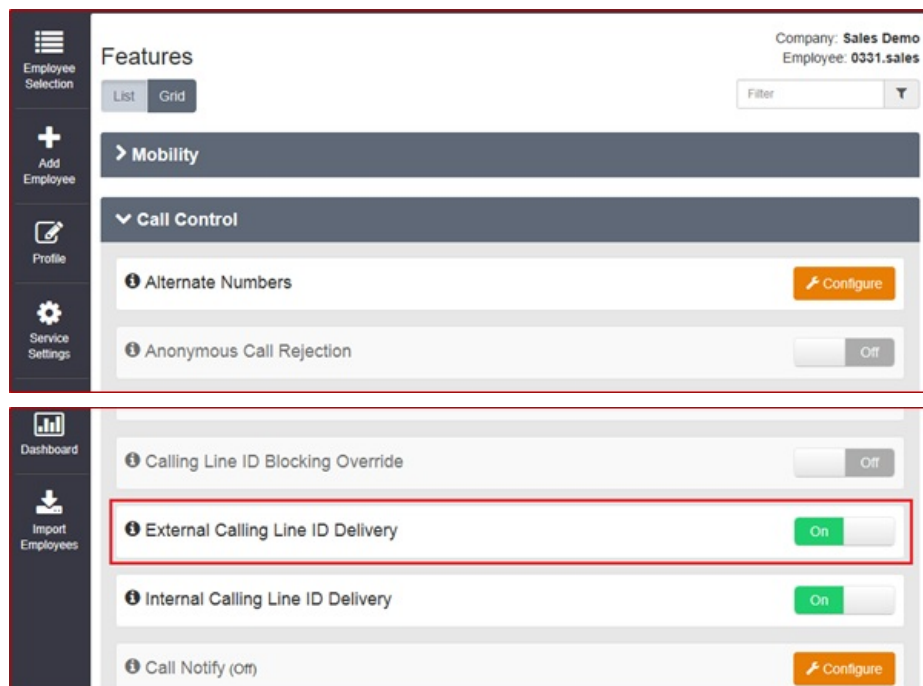 Employee
Selection
Add
Employee
Profile
Service
Settings
Features
Company: Sales Demo
Employee: 0331.sales
List Grid
Filter
Mobility
Call Control
Alternate Numbers
Configure
Anonymous Call Rejection
Off
Dashboard
Import
Employees
Calling Line ID Blocking Override
Off
External Calling Line ID Delivery
On
Internal Calling Line ID Delivery
On
Call Notify (Off)
Configure